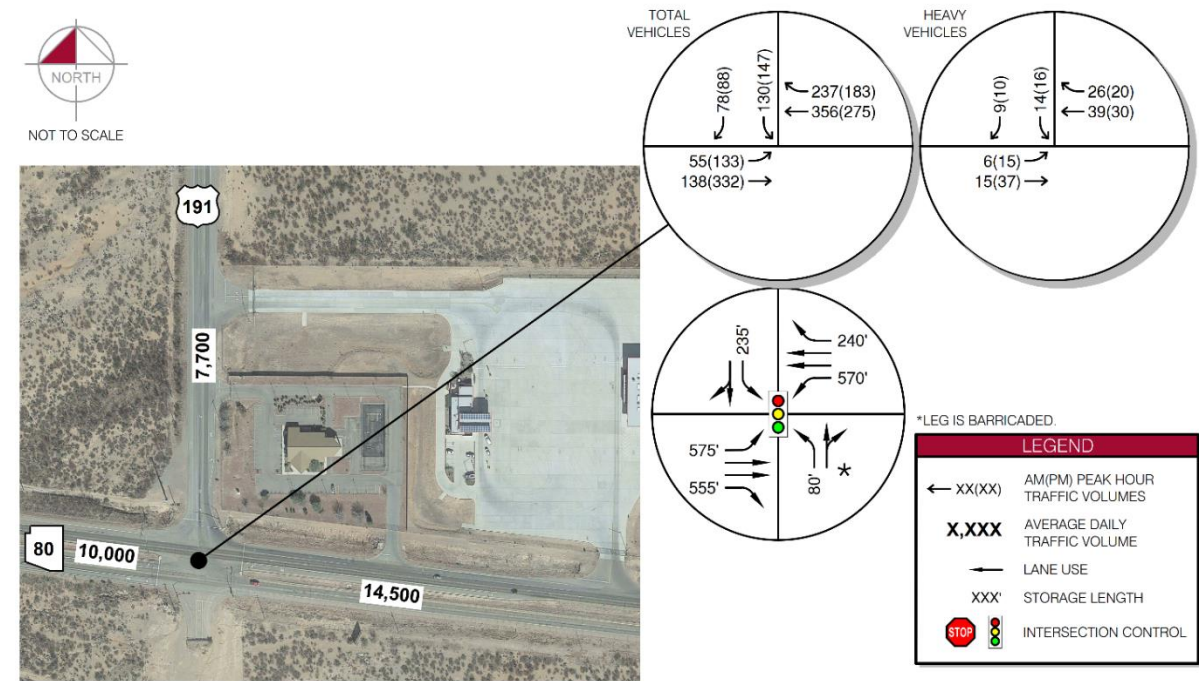 NORTH
NOT TO SCALE
TOTAL
VEHICLES
78(88)
130(147)
237(183)
356(275)
55(133)
138(332)
HEAVY
VEHICLES
9(10)
14(16)
26(20)
39(30)
6(15)
15(37)
191
7,700
80
10,000
14,500
235'
240'
570'
575'
555'
80'
*
*LEG IS BARRICADED.
LEGEND
XX(XX)
AM(PM) PEAK HOUR
TRAFFIC VOLUMES
X,XXX
AVERAGE DAILY
TRAFFIC VOLUME
LANE USE
XXX'
STORAGE LENGTH
STOP
INTERSECTION CONTROL